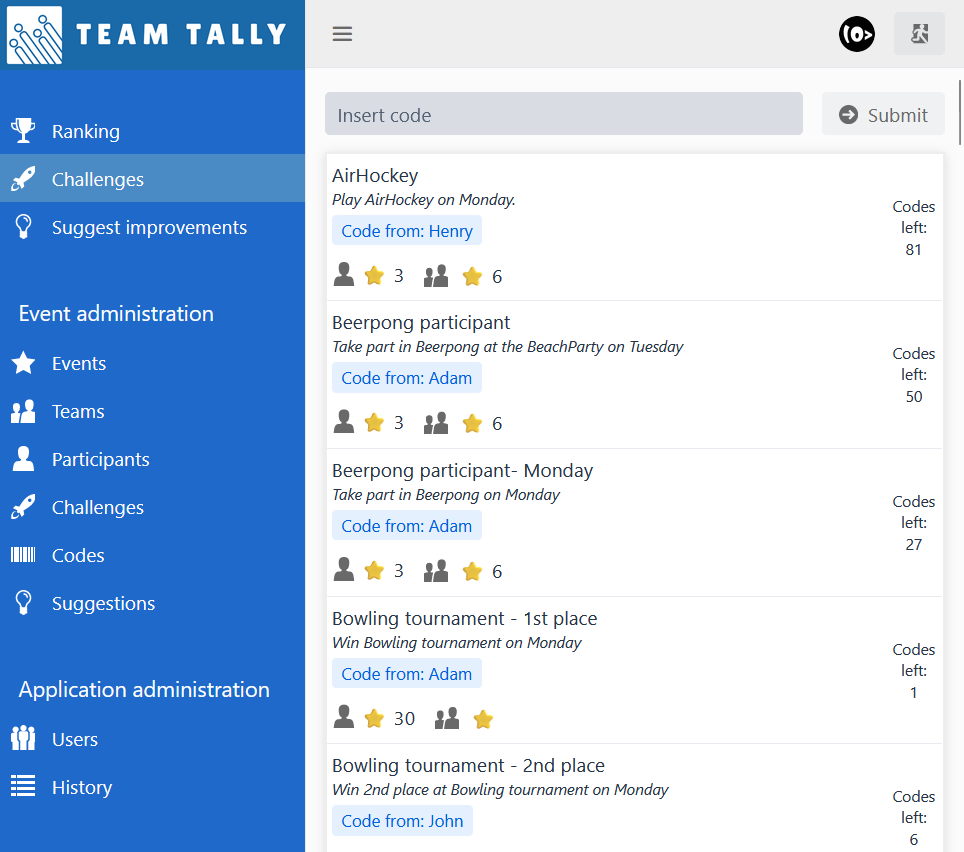 TEAM TALLY
Ranking
Challenges
Suggest improvements
Event administration
Events
Teams
Participants
Challenges
Codes
Suggestions
Application administration
Users
History
Insert code
Submit
AirHockey
Play AirHockey on Monday.
Code from: Henry
3 6
Codes
left:
81
Beerpong participant
Take part in Beerpong at the BeachParty on Tuesday
Code from: Adam
3 6
Codes
left:
50
Beerpong participant- Monday
Take part in Beerpong on Monday
Code from: Adam
3 6
Codes
left:
27
Bowling tournament - 1st place
Win Bowling tournament on Monday
Code from: Adam
30
Codes
left:
1
Bowling tournament - 2nd place
Win 2nd place at Bowling tournament on Monday
Code from: John
Codes
left:
6